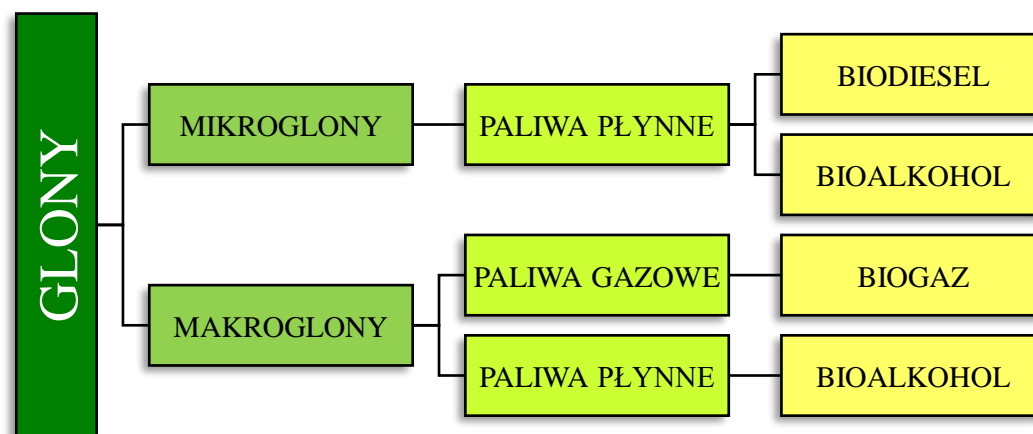 GLONY
MIKROGLONY
PALIWA PŁYNNE
BIODIESEL
BIOALKOHOL
MAKROGLONY
PALIWA GAZOWE
BIOGAZ
PALIWA PŁYNNE
BIOALKOHOL